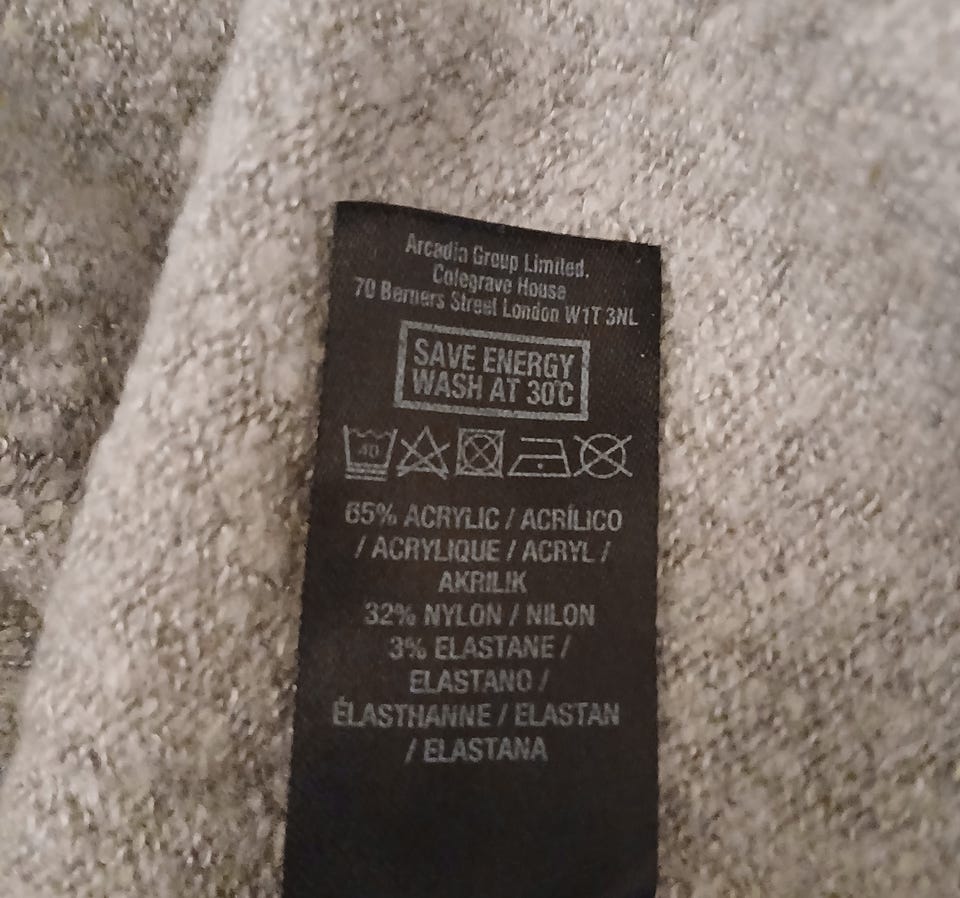 Arcadia Group Limited.
Colegrave House
70 Berners Street London W1T 3NL
SAVE ENERGY
WASH AT 30°C
40
65% ACRYLIC / ACRÍLICO
/ ACRYLIQUE / ACRYL /
AKRILIK
32% NYLON / NILON
3% ELASTANE /
ELASTANO /
ÉLASTHANNE / ELASTAN
/ ELASTANA